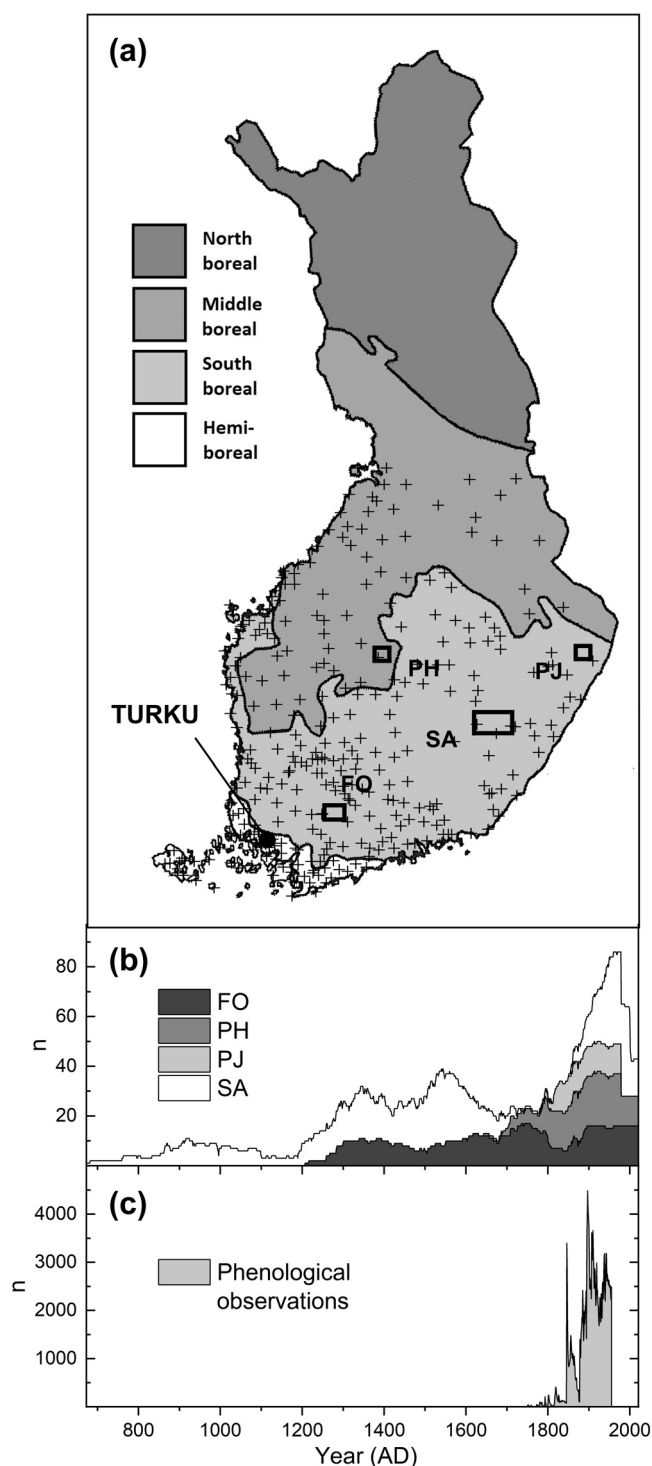 (a)
North
boreal
Middle
boreal
South
boreal
Hemi-
boreal
PH
PJ
TURKU
SA
FO
(b)
80
60
40
20
n
FO
PH
PJ
SA
(c)
4000
3000
2000
1000
n
Phenological
observations
800 1000 1200 1400 1600 1800 2000
Year (AD)